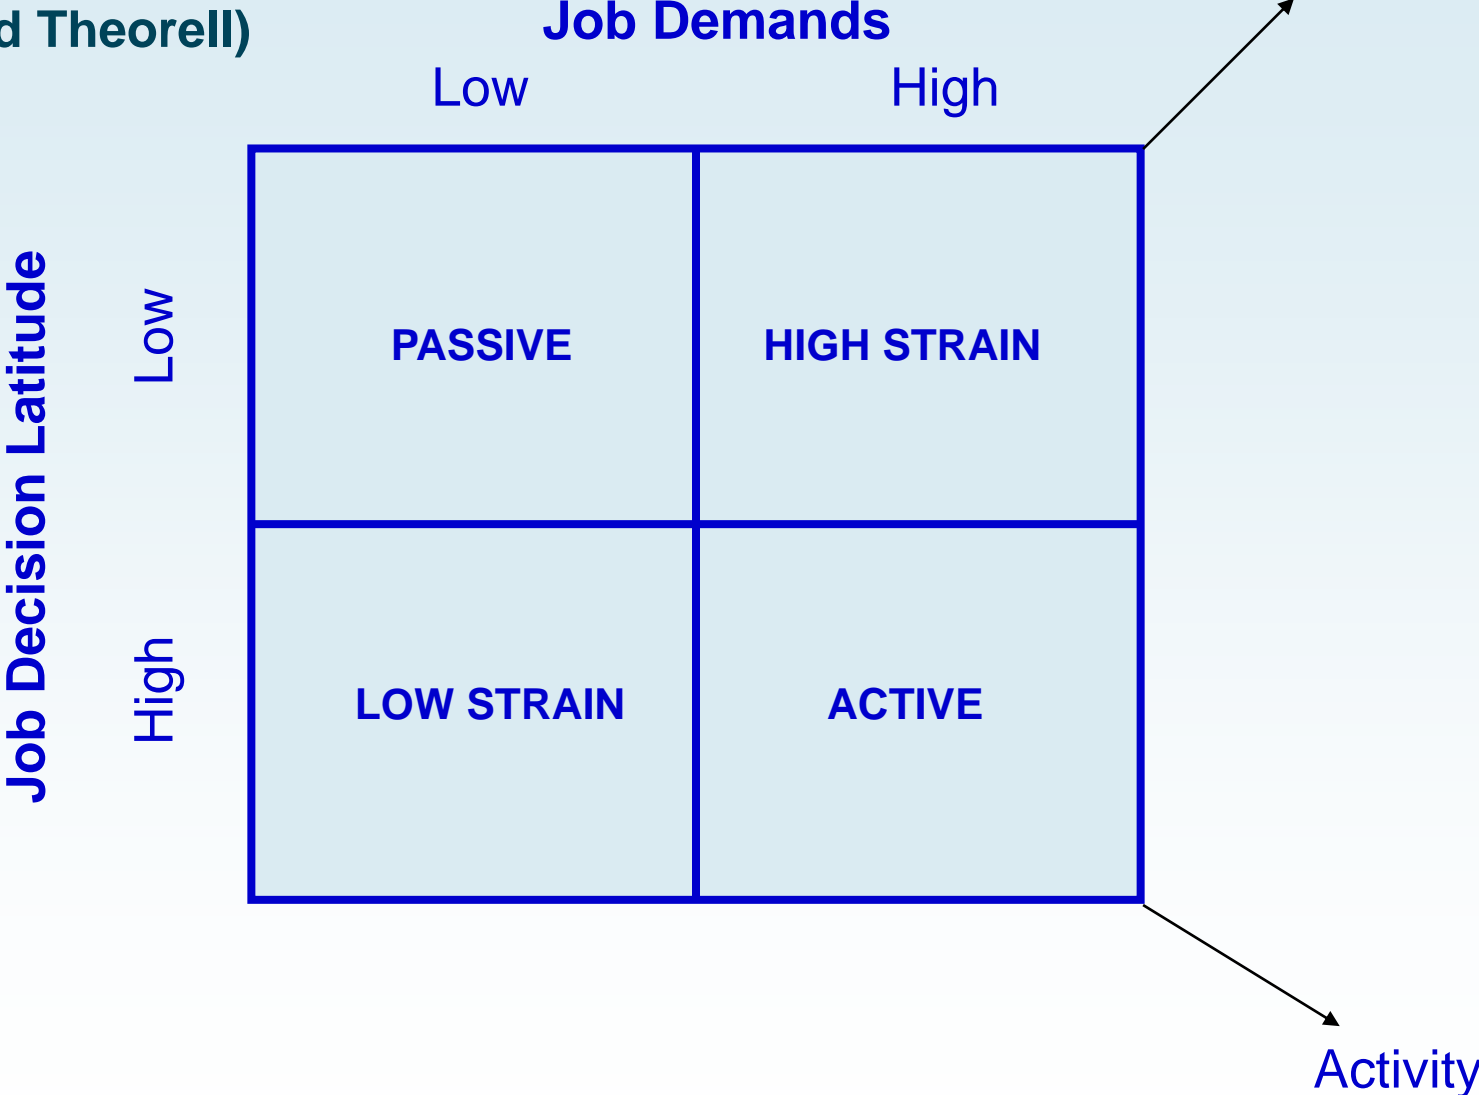 d Theorell)
Job Demands
Low High
Job Decision Latitude
Low
PASSIVE HIGH STRAIN
High
LOW STRAIN ACTIVE
Activity